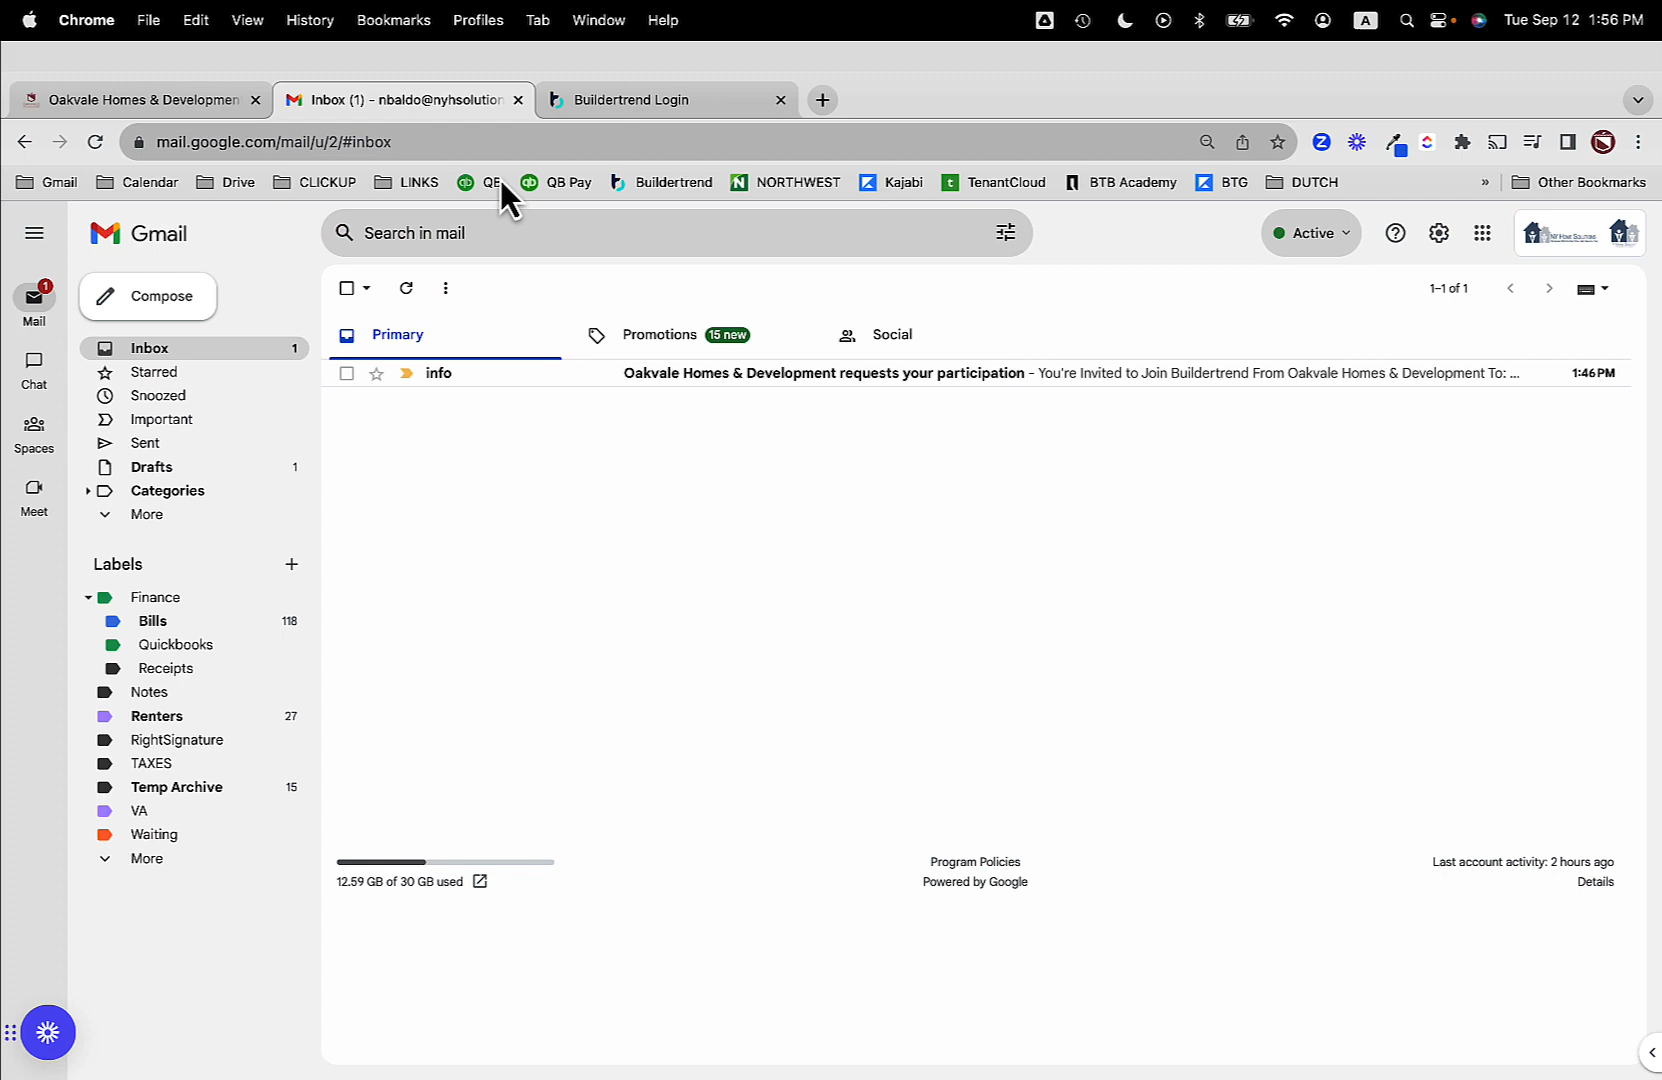 Chrome File Edit View History Bookmarks Profiles Tab Window Help A Tue Sep 12 1:56 PM
Oakvale Homes & Developmen Inbox (1) - nbaldo@nyhsolution Buildertrend Login
mail.google.com/mail/u/2/#inbox
Gmail Calendar Drive CLICKUP LINKS QB QB Pay Buildertrend NORTHWEST Kajabi TenantCloud BTB Academy BTG DUTCH » Other Bookmarks
Gmail Search in mail Active NY HOME SOLUTIONS
Compose 1–1 of 1
1
Mail
Chat
Spaces
Meet
Primary Promotions 15 new Social
info Oakvale Homes & Development requests your participation - You're Invited to Join Buildertrend From Oakvale Homes & Development To: ... 1:46 PM
Inbox 1
Starred
Snoozed
Important
Sent
Drafts 1
Categories
More
Labels +
Finance
Bills 118
Quickbooks
Receipts
Notes
Renters 27
RightSignature
TAXES
Temp Archive 15
VA
Waiting
More
12.59 GB of 30 GB used
Program Policies
Powered by Google
Last account activity: 2 hours ago
Details